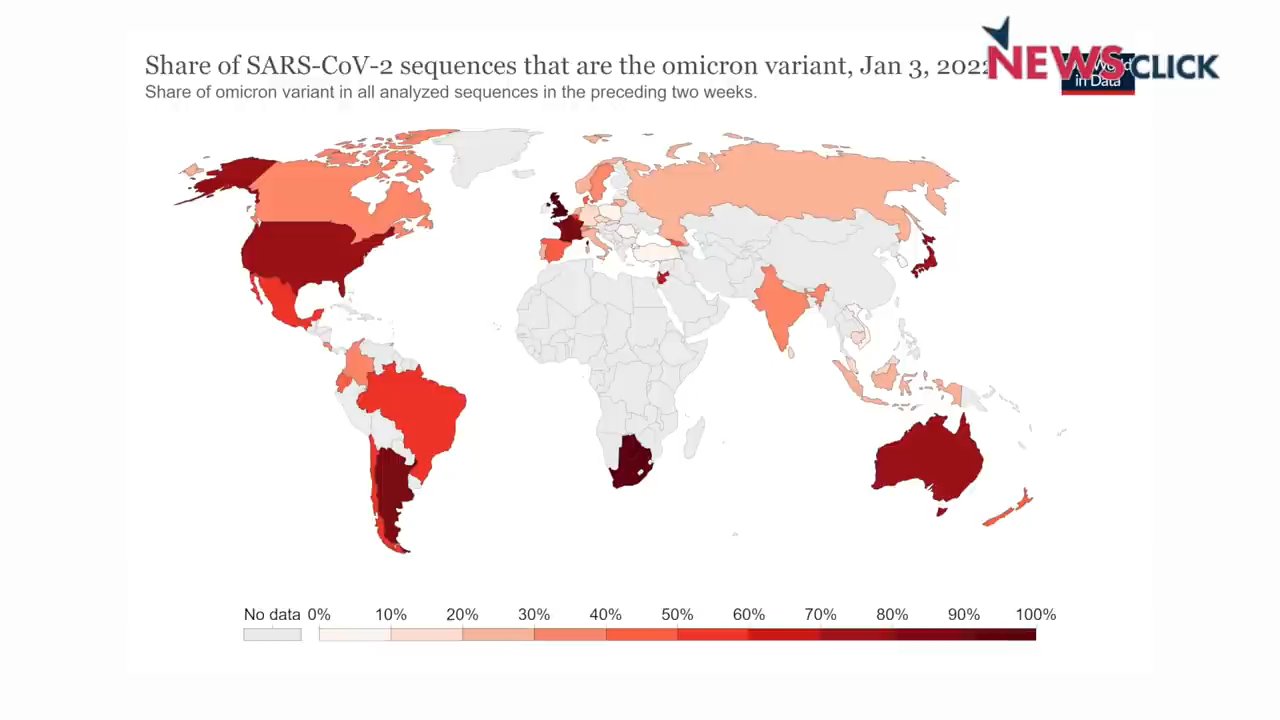 Share of SARS-CoV-2 sequences that are the omicron variant, Jan 3, 2022
NEWSCLICK
in Data
Share of omicron variant in all analyzed sequences in the preceding two weeks.
No data 0% 10% 20% 30% 40% 50% 60% 70% 80% 90% 100%